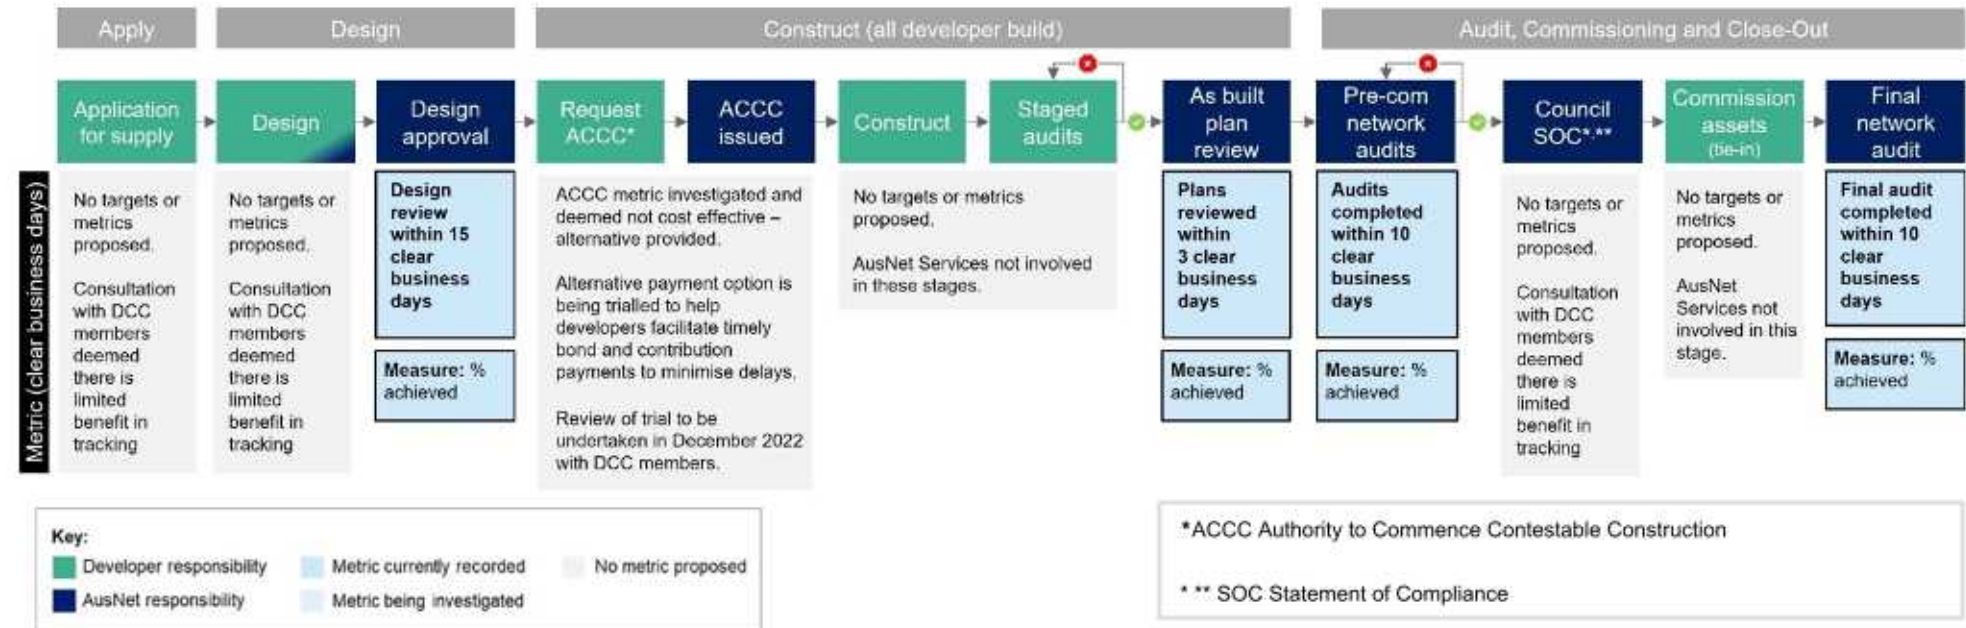 Apply
Design
Construct (all developer build)
Audit, Commissioning and Close-Out
Application
for supply
Design
Design
approval
Request
ACCC*
ACCC
issued
Construct
Staged
audits
As built
plan
review
Pre-com
network
audits
Council
SOC*,**
Commission
assets
(tie-in)
Final
network
audit
Metric (clear business days)
No targets or
metrics
proposed.
Consultation
with DCC
members
deemed
there is
limited
benefit in
tracking
No targets or
metrics
proposed.
Consultation
with DCC
members
deemed
there is
limited
benefit in
tracking
Design
review
within 15
clear
business
days
Measure: %
achieved
ACCC metric investigated and
deemed not cost effective –
alternative provided.
Alternative payment option is
being trialled to help
developers facilitate timely
bond and contribution
payments to minimise delays.
Review of trial to be
undertaken in December 2022
with DCC members.
No targets or metrics
proposed.
AusNet Services not involved
in these stages.
Plans
reviewed
within
3 clear
business
days
Measure: %
achieved
Audits
completed
within 10
clear
business
days
Measure: %
achieved
No targets or
metrics
proposed.
Consultation
with DCC
members
deemed
there is
limited
benefit in
tracking
No targets or
metrics
proposed.
AusNet
Services not
involved in this
stage.
Final audit
completed
within 10
clear
business
days
Measure: %
achieved
Key:
Developer responsibility
Metric currently recorded
No metric proposed
AusNet responsibility
Metric being investigated
*ACCC Authority to Commence Contestable Construction
* ** SOC Statement of Compliance